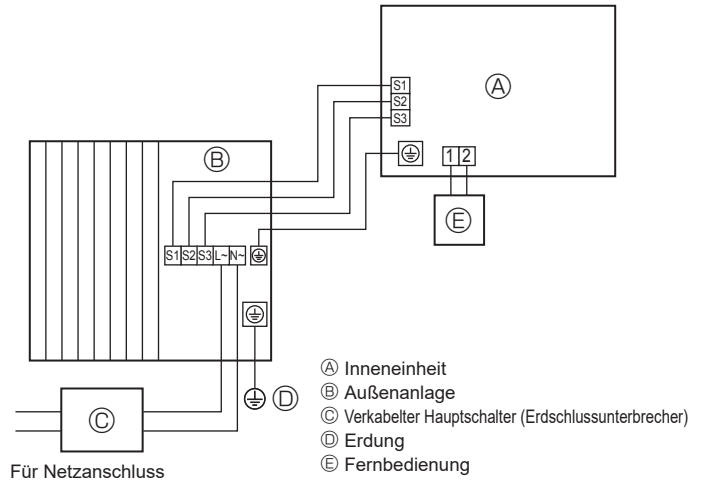 Ⓐ
S1
S2
S3
Ⓑ
1 2
Ⓔ
S1 S2 S3 L~ N~
Ⓓ
Ⓒ
Für Netzanschluss
Ⓐ Inneneinheit
Ⓑ Außenanlage
Ⓒ Verkabelter Hauptschalter (Erdschlussunterbrecher)
Ⓓ Erdung
Ⓔ Fernbedienung